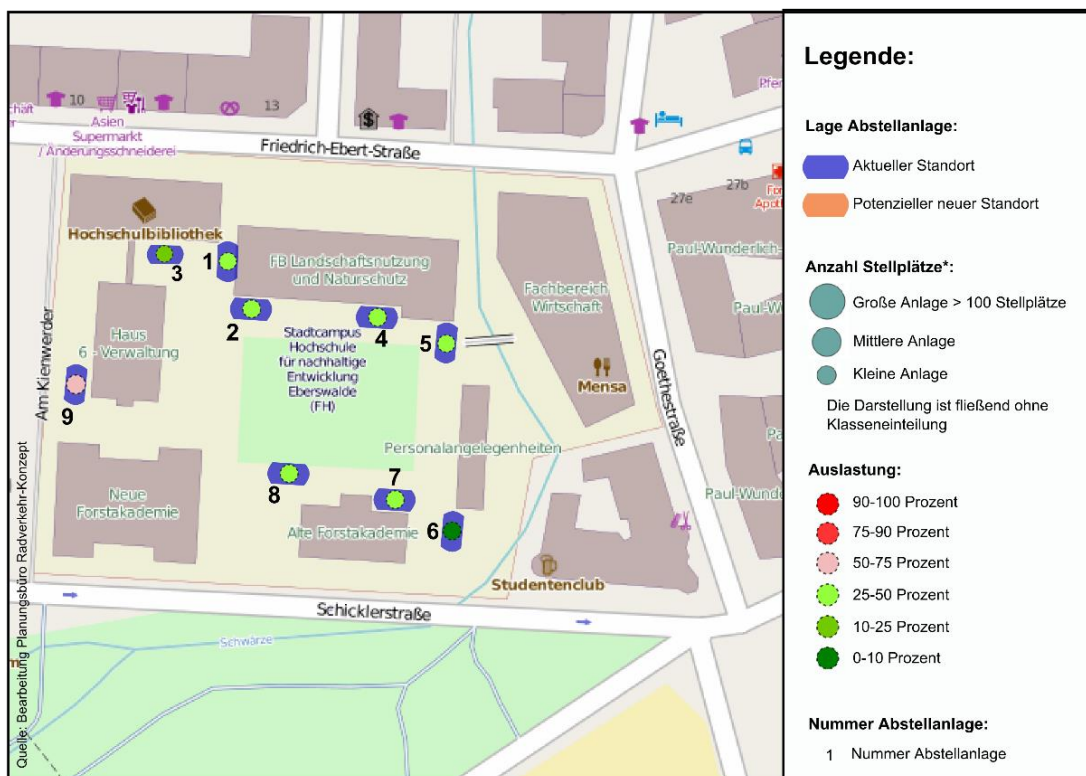 10
13
Asien
Supermarkt
/ Änderungsschneiderei
$
Friedrich-Ebert-Straße
27e
27b
Hochschulbibliothek
3
1
FB Landschaftsnutzung
und Naturschutz
Fachbereich
Wirtschaft
Paul-Wunderlich-
2
4
5
Stadtcampus
Hochschule
für nachhaltige
Entwicklung
Eberswalde
(FH)
Haus
6 - Verwaltung
9
Am Kienwerder
Mensa
Goethestraße
Personalangelegenheiten
8
7
6
Neue
Forstakademie
Alte Forstakademie
Paul-Wund
Studentenclub
Schicklerstraße
Schwärze
Quelle: Bearbeitung Planungsbüro Radverkehr-Konzept
Legende:
Lage Abstellanlage:
Aktueller Standort
Potenzieller neuer Standort
Anzahl Stellplätze*:
Große Anlage > 100 Stellplätze
Mittlere Anlage
Kleine Anlage
Die Darstellung ist fließend ohne
Klasseneinteilung
Auslastung:
90-100 Prozent
75-90 Prozent
50-75 Prozent
25-50 Prozent
10-25 Prozent
0-10 Prozent
Nummer Abstellanlage:
1 Nummer Abstellanlage